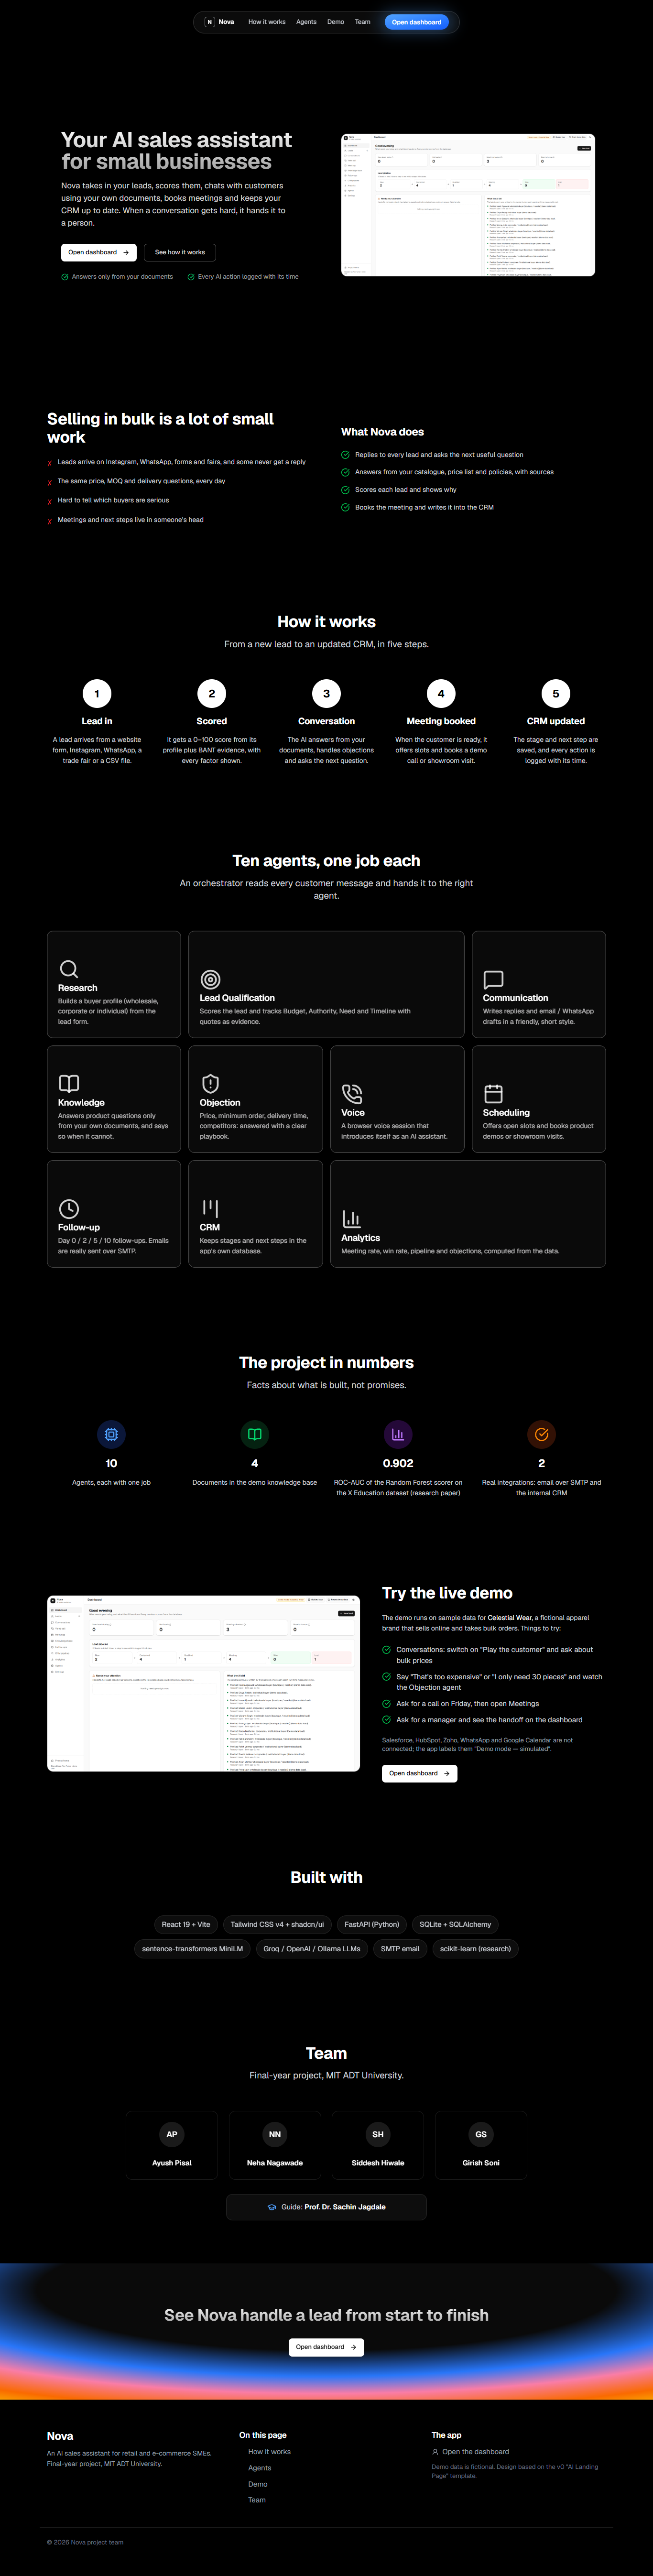 N Nova How it works Agents Demo Team Open dashboard
Your AI sales assistant
for small businesses
Nova takes in your leads, scores them, chats with customers
using your own documents, books meetings and keeps your
CRM up to date. When a conversation gets hard, it hands it to
a person.
Open dashboard →
See how it works
Answers only from your documents
Every AI action logged with its time
Dashboard
Good evening
Selling in bulk is a lot of small
work
Leads arrive on Instagram, WhatsApp, forms and fairs, and some never get a reply
The same price, MOQ and delivery questions, every day
Hard to tell which buyers are serious
Meetings and next steps live in someone's head
What Nova does
Replies to every lead and asks the next useful question
Answers from your catalogue, price list and policies, with sources
Scores each lead and shows why
Books the meeting and writes it into the CRM
How it works
From a new lead to an updated CRM, in five steps.
1
Lead in
A lead arrives from a website
form, Instagram, WhatsApp, a
trade fair or a CSV file.
2
Scored
It gets a 0–100 score from its
profile plus BANT evidence, with
every factor shown.
3
Conversation
The AI answers from your
documents, handles objections
and asks the next question.
4
Meeting booked
When the customer is ready, it
offers slots and books a demo
call or showroom visit.
5
CRM updated
The stage and next step are
saved, and every action is
logged with its time.
Ten agents, one job each
An orchestrator reads every customer message and hands it to the right
agent.
Research
Builds a buyer profile (wholesale,
corporate or individual) from the
lead form.
Lead Qualification
Scores the lead and tracks Budget, Authority, Need and Timeline with
quotes as evidence.
Communication
Writes replies and email / WhatsApp
drafts in a friendly, short style.
Knowledge
Answers product questions only
from your own documents, and says
so when it cannot.
Objection
Price, minimum order, delivery time,
competitors: answered with a clear
playbook.
Voice
A browser voice session that
introduces itself as an AI assistant.
Scheduling
Offers open slots and books product
demos or showroom visits.
Follow-up
Day 0 / 2 / 5 / 10 follow-ups. Emails
are really sent over SMTP.
CRM
Keeps stages and next steps in the
app's own database.
Analytics
Meeting rate, win rate, pipeline and objections, computed from the data.
The project in numbers
Facts about what is built, not promises.
10
Agents, each with one job
4
Documents in the demo knowledge base
0.902
ROC-AUC of the Random Forest scorer on
the X Education dataset (research paper)
2
Real integrations: email over SMTP and
the internal CRM
Dashboard
Good evening
Try the live demo
The demo runs on sample data for Celestial Wear, a fictional apparel
brand that sells online and takes bulk orders. Things to try:
Conversations: switch on "Play the customer" and ask about
bulk prices
Say "That's too expensive" or "I only need 30 pieces" and watch
the Objection agent
Ask for a call on Friday, then open Meetings
Ask for a manager and see the handoff on the dashboard
Salesforce, HubSpot, Zoho, WhatsApp and Google Calendar are not
connected; the app labels them "Demo mode — simulated".
Open dashboard →
Built with
React 19 + Vite
Tailwind CSS v4 + shadcn/ui
FastAPI (Python)
SQLite + SQLAlchemy
sentence-transformers MiniLM
Groq / OpenAI / Ollama LLMs
SMTP email
scikit-learn (research)
Team
Final-year project, MIT ADT University.
AP
Ayush Pisal
NN
Neha Nagawade
SH
Siddesh Hiwale
GS
Girish Soni
Guide: Prof. Dr. Sachin Jagdale
See Nova handle a lead from start to finish
Open dashboard →
Nova
An AI sales assistant for retail and e-commerce SMEs.
Final-year project, MIT ADT University.
On this page
How it works
Agents
Demo
Team
The app
Open the dashboard
Demo data is fictional. Design based on the v0 "AI Landing
Page" template.
© 2026 Nova project team